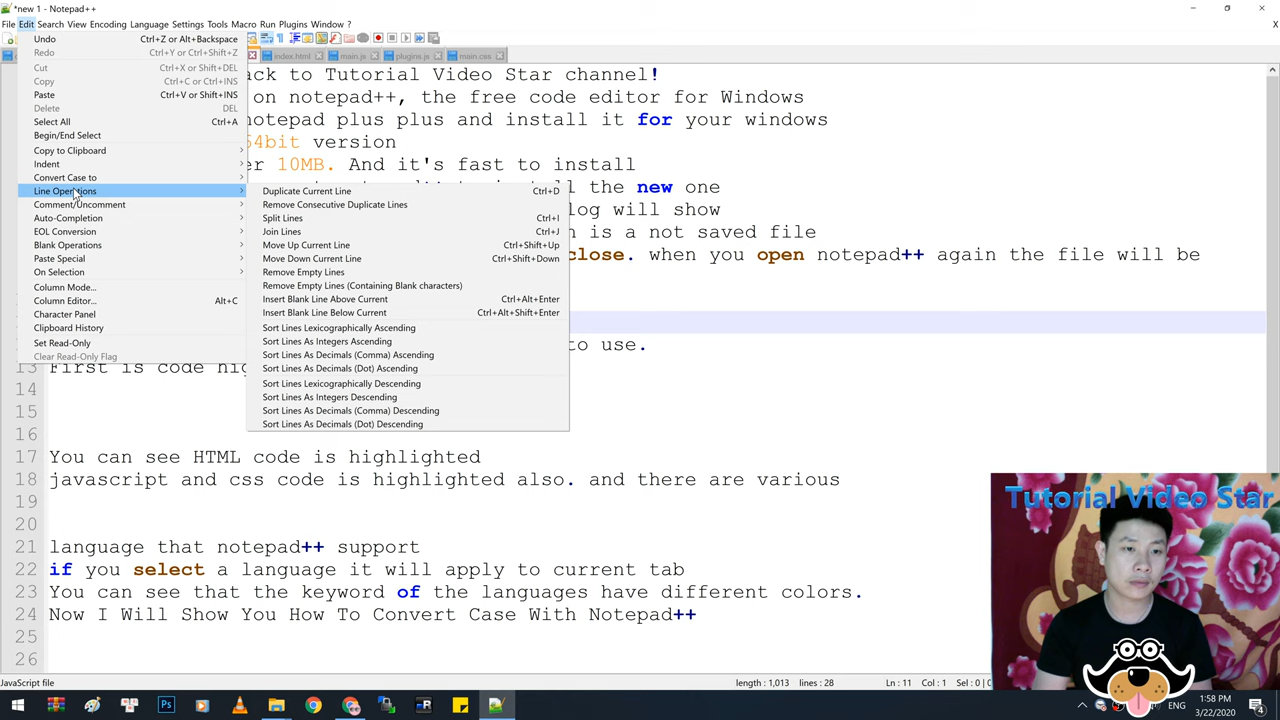 *new 1 - Notepad++
File Edit Search View Encoding Language Settings Tools Macro Run Plugins Window ?
index.html main.js plugins.js main.css
Undo Ctrl+Z or Alt+Backspace
Redo Ctrl+Y or Ctrl+Shift+Z
Cut Ctrl+X or Shift+DEL
Copy Ctrl+C or Ctrl+INS
Paste Ctrl+V or Shift+INS
Delete DEL
Select All Ctrl+A
Begin/End Select
Copy to Clipboard
Indent
Convert Case to
Line Operations
Comment/Uncomment
Auto-Completion
EOL Conversion
Blank Operations
Paste Special
On Selection
Column Mode...
Column Editor... Alt+C
Character Panel
Clipboard History
Set Read-Only
Clear Read-Only Flag
Duplicate Current Line Ctrl+D
Remove Consecutive Duplicate Lines
Split Lines Ctrl+I
Join Lines Ctrl+J
Move Up Current Line Ctrl+Shift+Up
Move Down Current Line Ctrl+Shift+Down
Remove Empty Lines
Remove Empty Lines (Containing Blank characters)
Insert Blank Line Above Current Ctrl+Alt+Enter
Insert Blank Line Below Current Ctrl+Alt+Shift+Enter
Sort Lines Lexicographically Ascending
Sort Lines As Integers Ascending
Sort Lines As Decimals (Comma) Ascending
Sort Lines As Decimals (Dot) Ascending
Sort Lines Lexicographically Descending
Sort Lines As Integers Descending
Sort Lines As Decimals (Comma) Descending
Sort Lines As Decimals (Dot) Descending
ack to Tutorial Video Star channel!
on notepad++, the free code editor for Windows
notepad plus plus and install it for your windows
64bit version
er 10MB. And it's fast to install
the new one
log will show
is a not saved file
close. when you open notepad++ again the file will be
to use.
13 First is code hig
14
15
16
17 You can see HTML code is highlighted
18 javascript and css code is highlighted also. and there are various
19
20
21 language that notepad++ support
22 if you select a language it will apply to current tab
23 You can see that the keyword of the languages have different colors.
24 Now I Will Show You How To Convert Case With Notepad++
25
26
Tutorial Video Star
JavaScript file length : 1,013 lines : 28 Ln : 11 Col : 1 Sel : 0 | 0
ENG 1:58 PM
3/22/2020